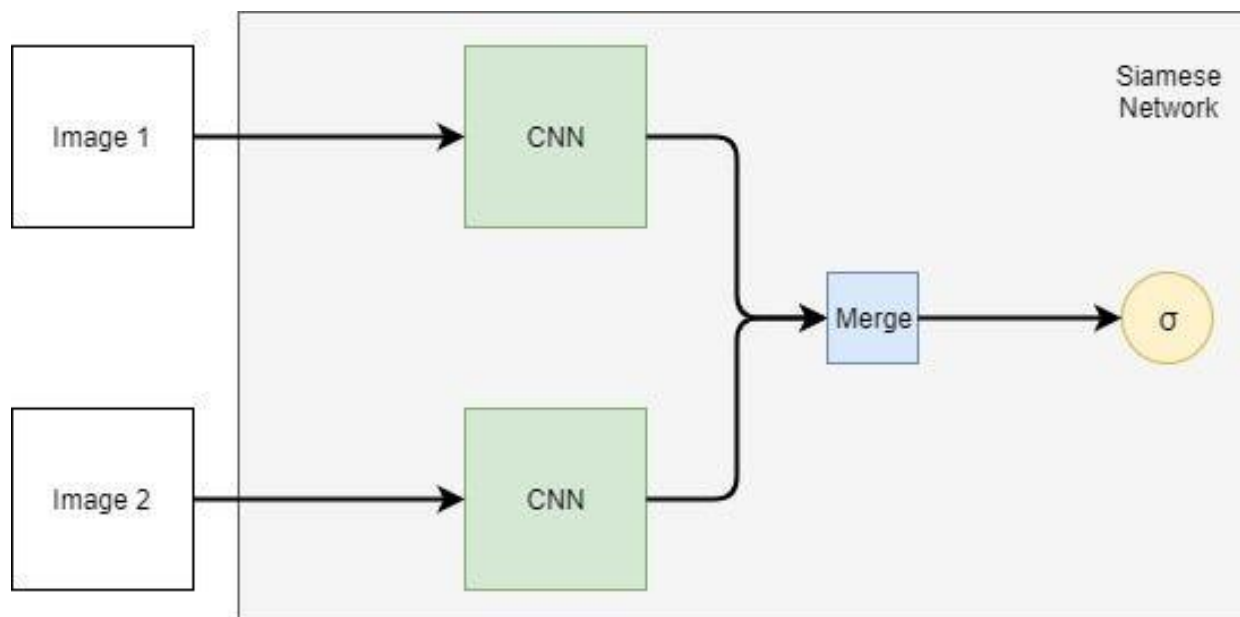 Siamese
Network
Image 1
CNN
Merge
σ
Image 2
CNN